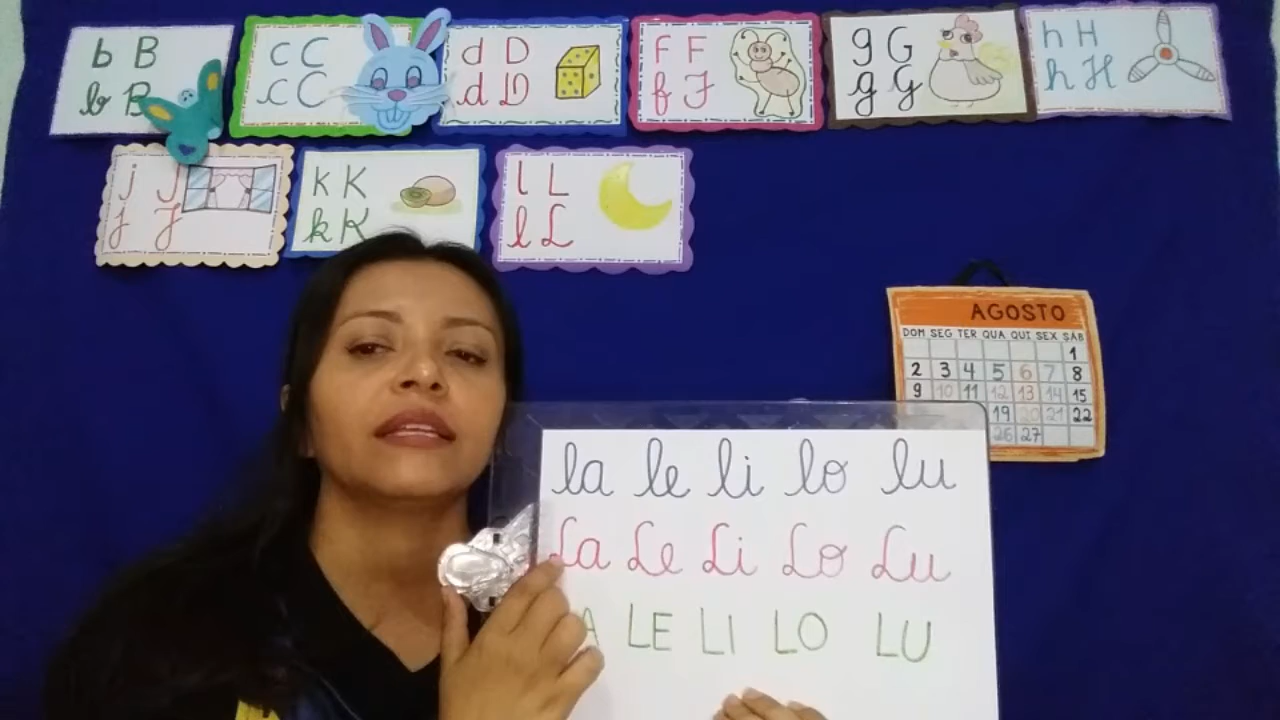 b B
b B
c C
c C
d D
d D
f F
f F
g G
g G
h H
h H
j J
j J
k K
k K
l L
l L
AGOSTO
DOM SEG TER QUA QUI SEX SÁB
1
2 3 4 5 6 7 8
9 10 11 12 13 14 15
19 20 21 22
26 27
la le li lo lu
La Le Li Lo Lu
A LE LI LO LU